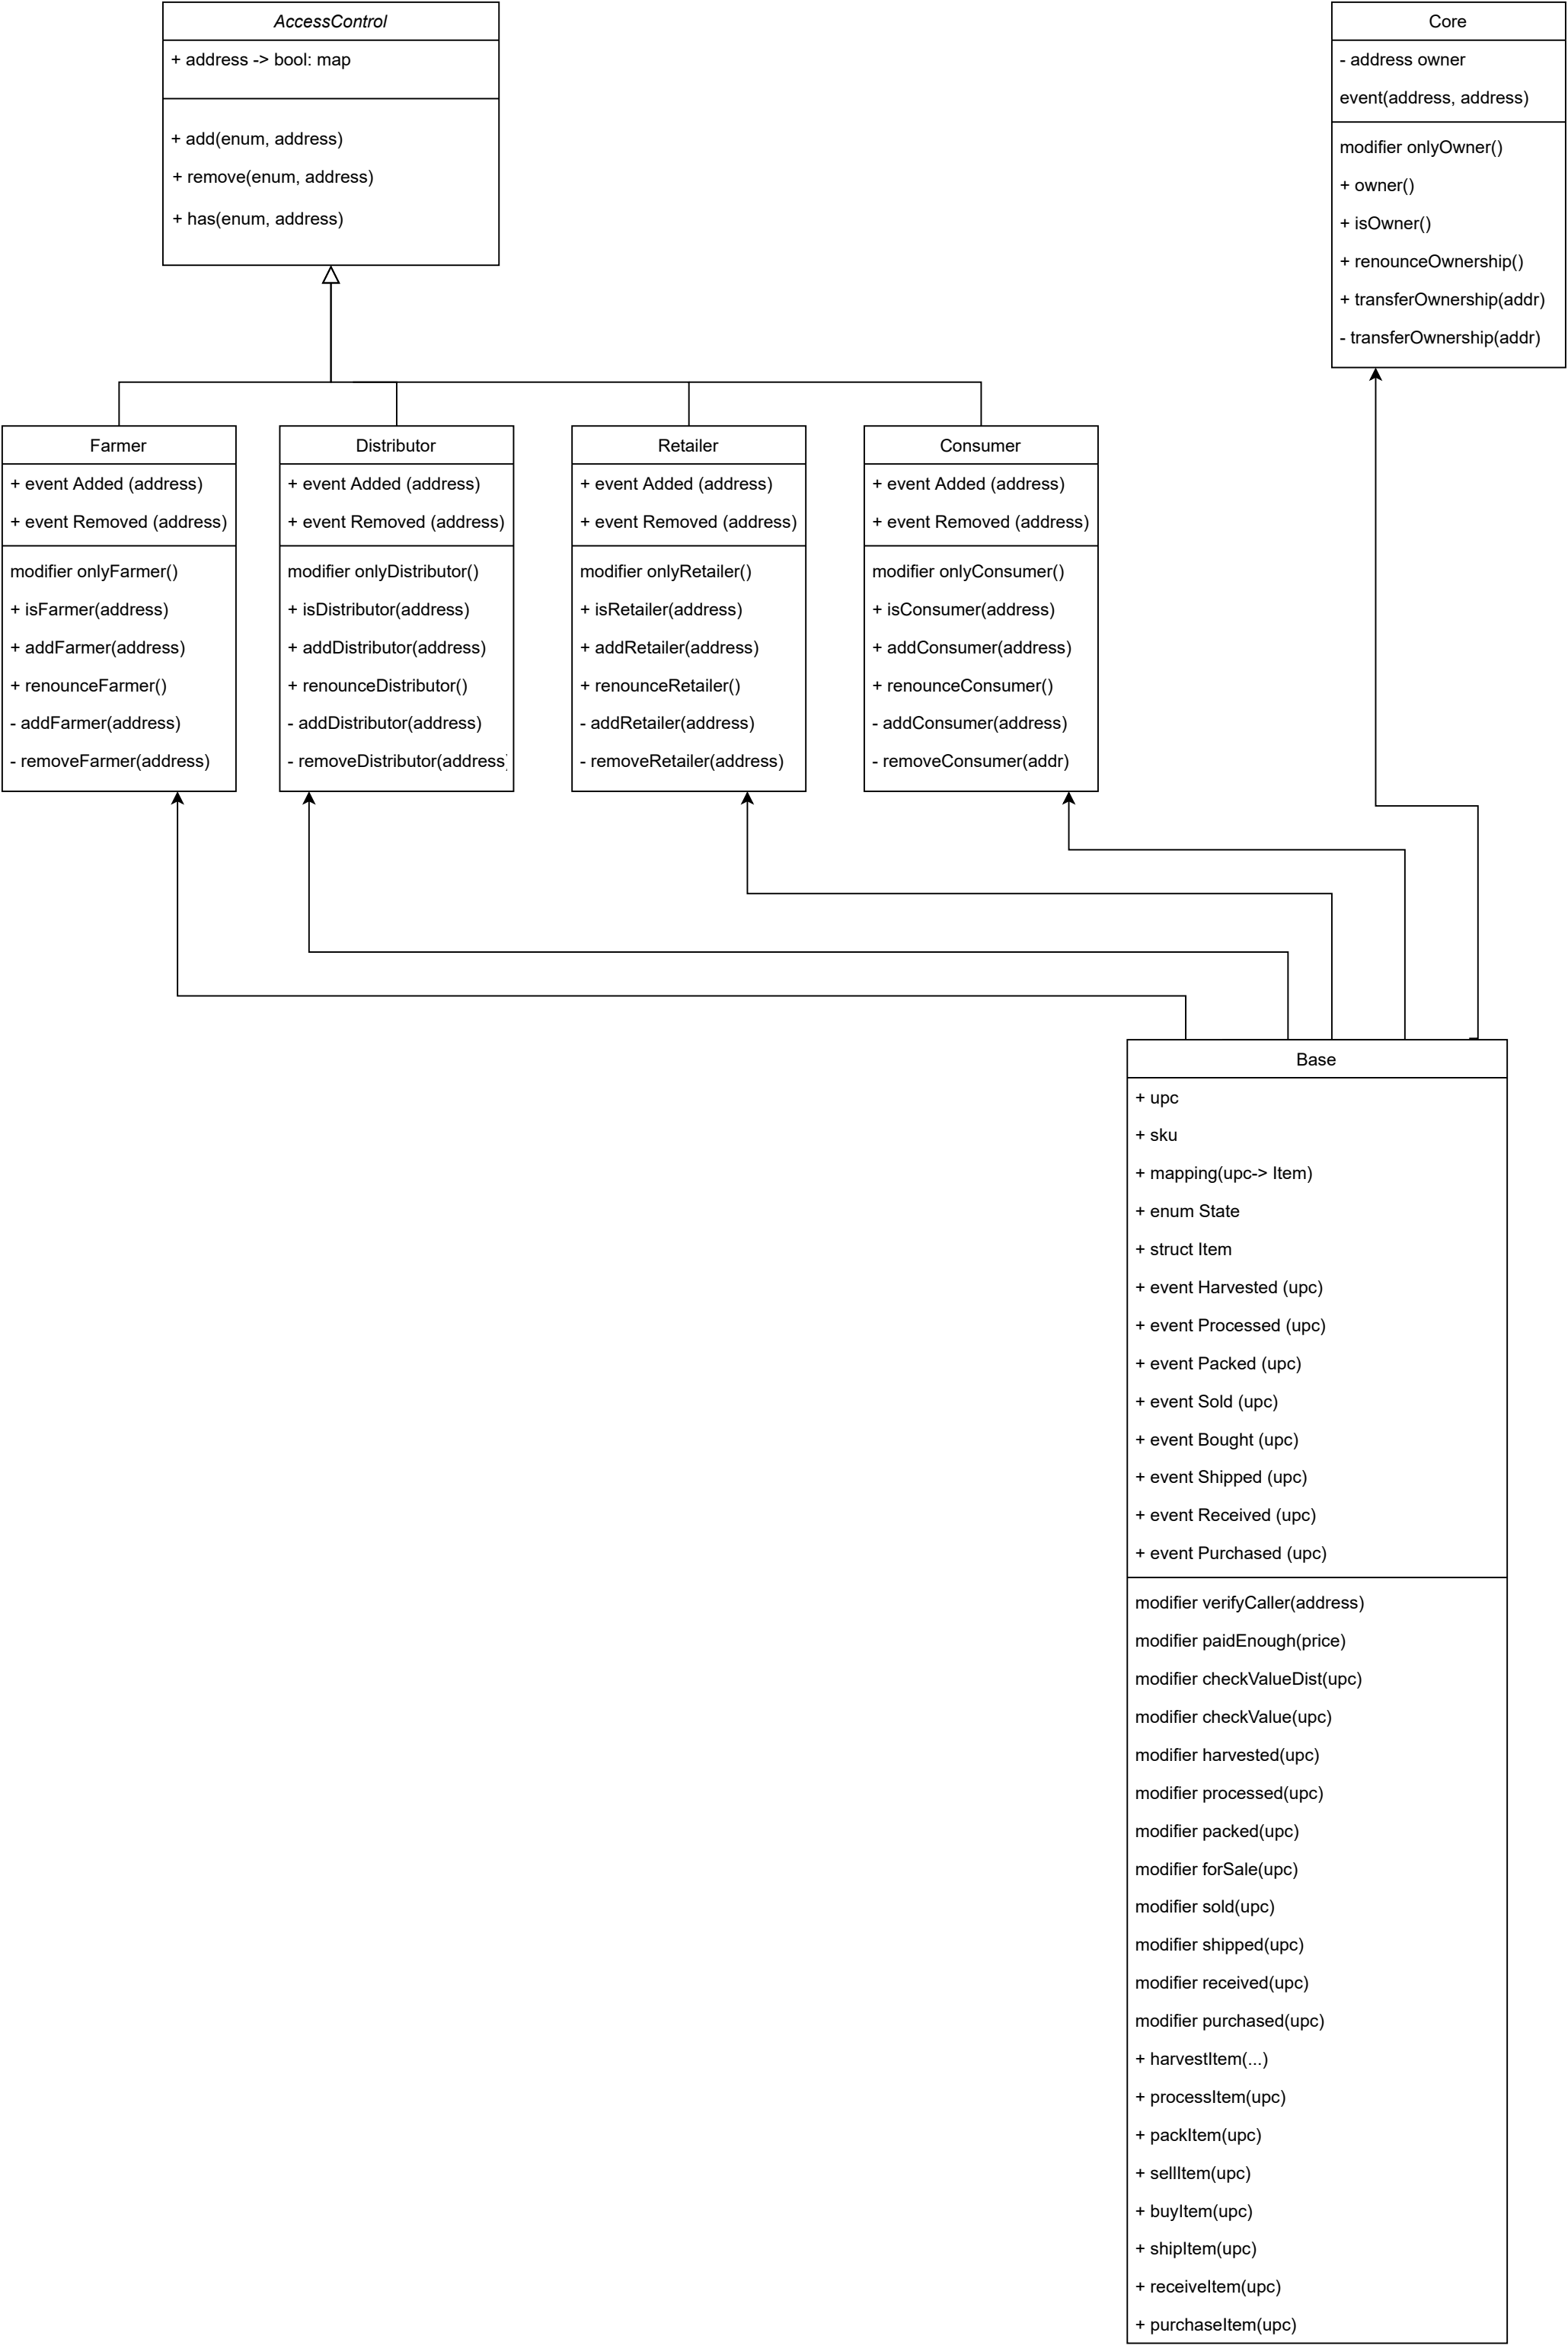 AccessControl
+ address -> bool: map
+ add(enum, address)
+ remove(enum, address)
+ has(enum, address)
Core
- address owner
event(address, address)
modifier onlyOwner()
+ owner()
+ isOwner()
+ renounceOwnership()
+ transferOwnership(addr)
- transferOwnership(addr)
Farmer
+ event Added (address)
+ event Removed (address)
modifier onlyFarmer()
+ isFarmer(address)
+ addFarmer(address)
+ renounceFarmer()
- addFarmer(address)
- removeFarmer(address)
Distributor
+ event Added (address)
+ event Removed (address)
modifier onlyDistributor()
+ isDistributor(address)
+ addDistributor(address)
+ renounceDistributor()
- addDistributor(address)
- removeDistributor(address)
Retailer
+ event Added (address)
+ event Removed (address)
modifier onlyRetailer()
+ isRetailer(address)
+ addRetailer(address)
+ renounceRetailer()
- addRetailer(address)
- removeRetailer(address)
Consumer
+ event Added (address)
+ event Removed (address)
modifier onlyConsumer()
+ isConsumer(address)
+ addConsumer(address)
+ renounceConsumer()
- addConsumer(address)
- removeConsumer(addr)
Base
+ upc
+ sku
+ mapping(upc-> Item)
+ enum State
+ struct Item
+ event Harvested (upc)
+ event Processed (upc)
+ event Packed (upc)
+ event Sold (upc)
+ event Bought (upc)
+ event Shipped (upc)
+ event Received (upc)
+ event Purchased (upc)
modifier verifyCaller(address)
modifier paidEnough(price)
modifier checkValueDist(upc)
modifier checkValue(upc)
modifier harvested(upc)
modifier processed(upc)
modifier packed(upc)
modifier forSale(upc)
modifier sold(upc)
modifier shipped(upc)
modifier received(upc)
modifier purchased(upc)
+ harvestItem(...)
+ processItem(upc)
+ packItem(upc)
+ sellItem(upc)
+ buyItem(upc)
+ shipItem(upc)
+ receiveItem(upc)
+ purchaseItem(upc)